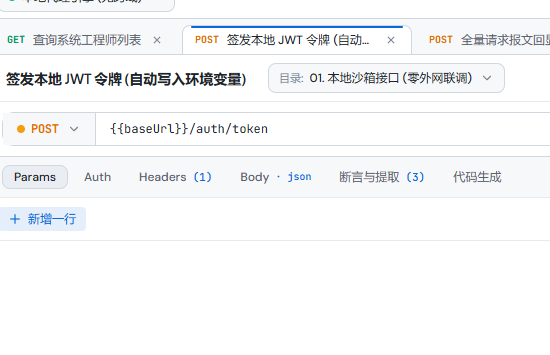 GET 查询系统工程师列表 ×
POST 签发本地 JWT 令牌 (自动... ×
POST 全量请求报文回显
签发本地 JWT 令牌 (自动写入环境变量)
目录: 01. 本地沙箱接口 (零外网联调)
POST {{baseUrl}}/auth/token
Params Auth Headers (1) Body · json 断言与提取 (3) 代码生成
+ 新增一行